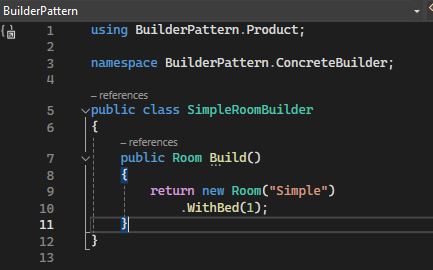 BuilderPattern
1 using BuilderPattern.Product;
2
3 namespace BuilderPattern.ConcreteBuilder;
4
– references
5 public class SimpleRoomBuilder
6 {
– references
7 public Room Build()
8 {
9 return new Room("Simple")
10 .WithBed(1);
11 }
12 }
13